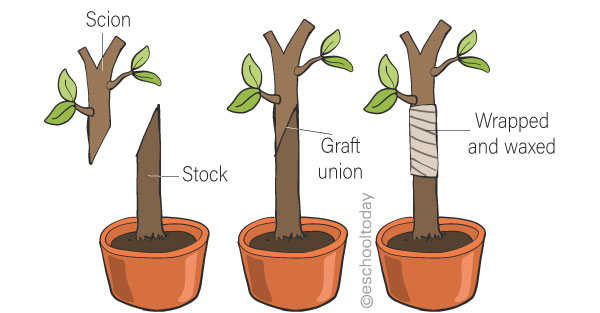 Scion
Stock
Graft
union
Wrapped
and waxed
©eschooltoday